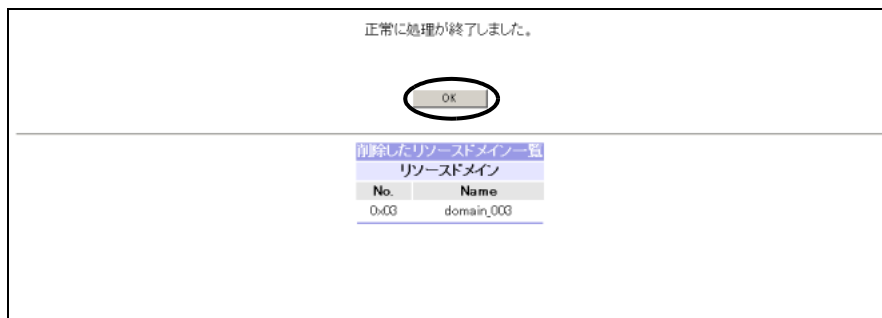 正常に処理が終了しました。
OK
削除したリソースドメイン一覧
リソースドメイン
No. Name
0x03 domain_003